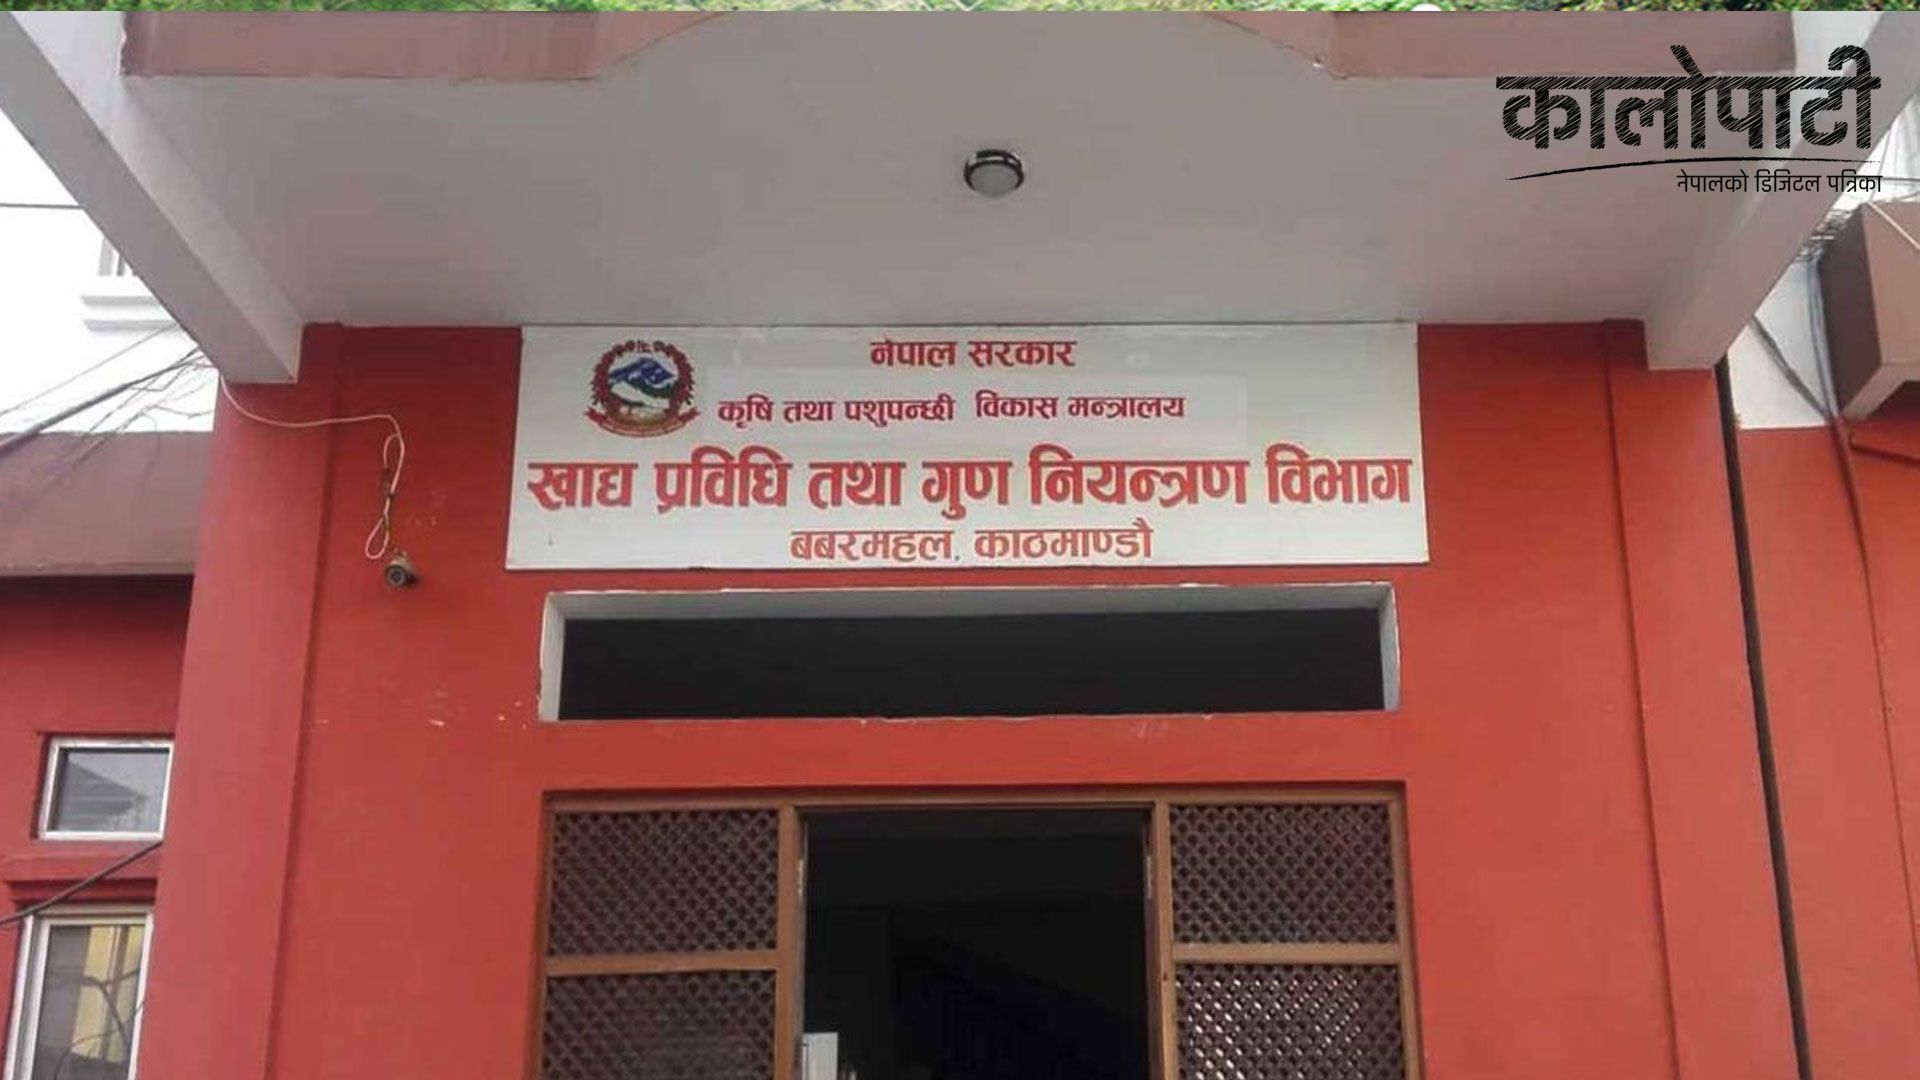 कालोपाटी
नेपालको डिजिटल पत्रिका
नेपाल सरकार
कृषि तथा पशुपन्छी विकास मन्त्रालय
खाद्य प्रविधि तथा गुण नियन्त्रण विभाग
बबरमहल, काठमाण्डौ